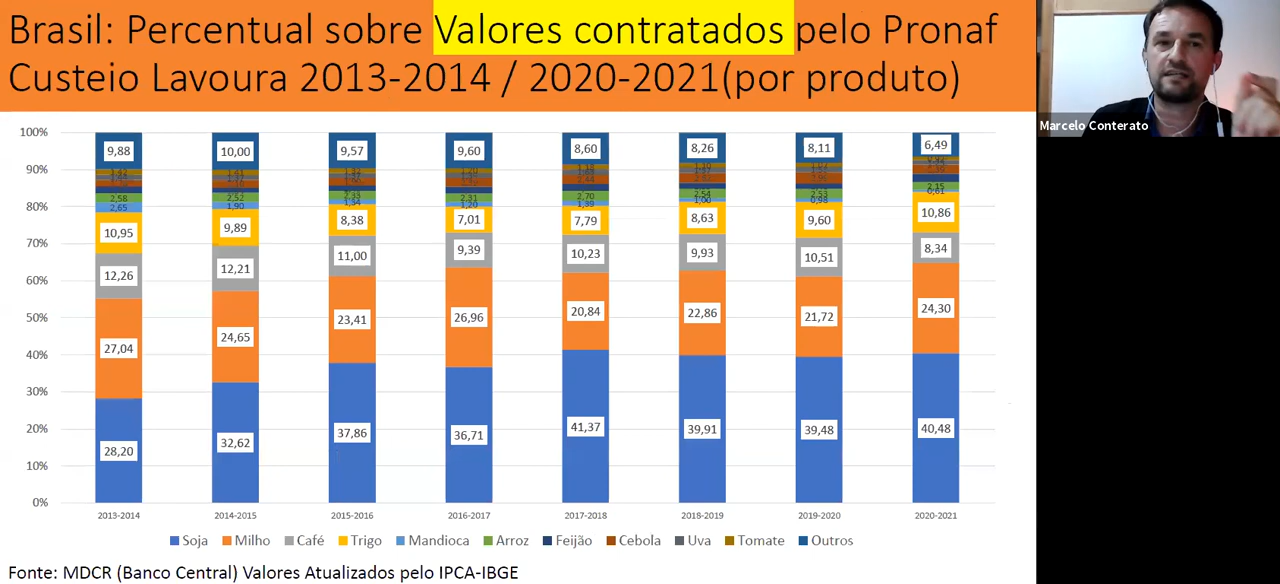 Brasil: Percentual sobre Valores contratados pelo Pronaf
Custeio Lavoura 2013-2014 / 2020-2021(por produto)
Marcelo Conterato
100%
90%
80%
70%
60%
50%
40%
30%
20%
10%
0%
9,88 10,00 9,57 9,60 8,60 8,26 8,11 6,49
2,58 2,52 2,33 2,31 2,70 2,54 2,53 2,15
2,65 1,90 1,34 1,20 1,39 1,00 0,98 0,61
10,95 9,89 8,38 7,01 7,79 8,63 9,60 10,86
12,26 12,21 11,00 9,39 10,23 9,93 10,51 8,34
27,04 24,65 23,41 26,96 20,84 22,86 21,72 24,30
28,20 32,62 37,86 36,71 41,37 39,91 39,48 40,48
2013-2014 2014-2015 2015-2016 2016-2017 2017-2018 2018-2019 2019-2020 2020-2021
Soja Milho Café Trigo Mandioca Arroz Feijão Cebola Uva Tomate Outros
Fonte: MDCR (Banco Central) Valores Atualizados pelo IPCA-IBGE